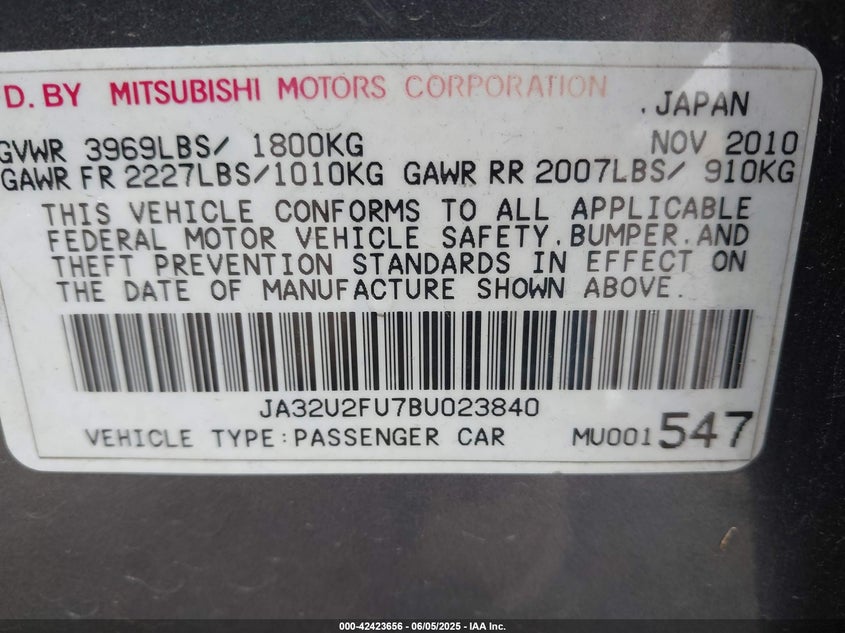 D. BY MITSUBISHI MOTORS CORPORATION
. JAPAN
GVWR 3969LBS/ 1800KG NOV 2010
GAWR FR 2227LBS/1010KG GAWR RR 2007LBS/ 910KG
THIS VEHICLE CONFORMS TO ALL APPLICABLE
FEDERAL MOTOR VEHICLE SAFETY, BUMPER, AND
THEFT PREVENTION STANDARDS IN EFFECT ON
THE DATE OF MANUFACTURE SHOWN ABOVE.
JA32U2FU7BU023840
VEHICLE TYPE:PASSENGER CAR MU001547
000-42423656 - 06/05/2025 - IAA Inc.